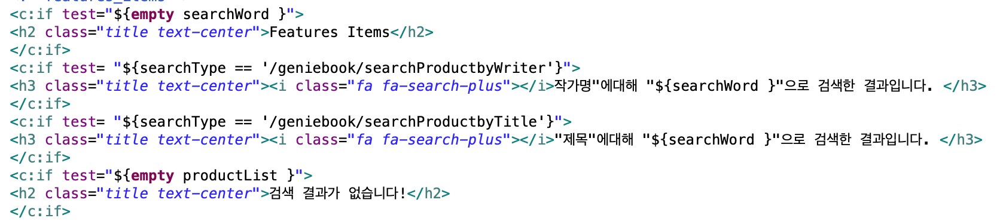 <c:if test="${empty searchWord }">
<h2 class="title text-center">Features Items</h2>
</c:if>
<c:if test= "${searchType == '/geniebook/searchProductbyWriter'}">
<h3 class="title text-center"><i class="fa fa-search-plus"></i>작가명"에대해 "${searchWord }"으로 검색한 결과입니다. </h3>
</c:if>
<c:if test= "${searchType == '/geniebook/searchProductbyTitle'}">
<h3 class="title text-center"><i class="fa fa-search-plus"></i>"제목"에대해 "${searchWord }"으로 검색한 결과입니다. </h3>
</c:if>
<c:if test="${empty productList }">
<h2 class="title text-center">검색 결과가 없습니다!</h2>
</c:if>